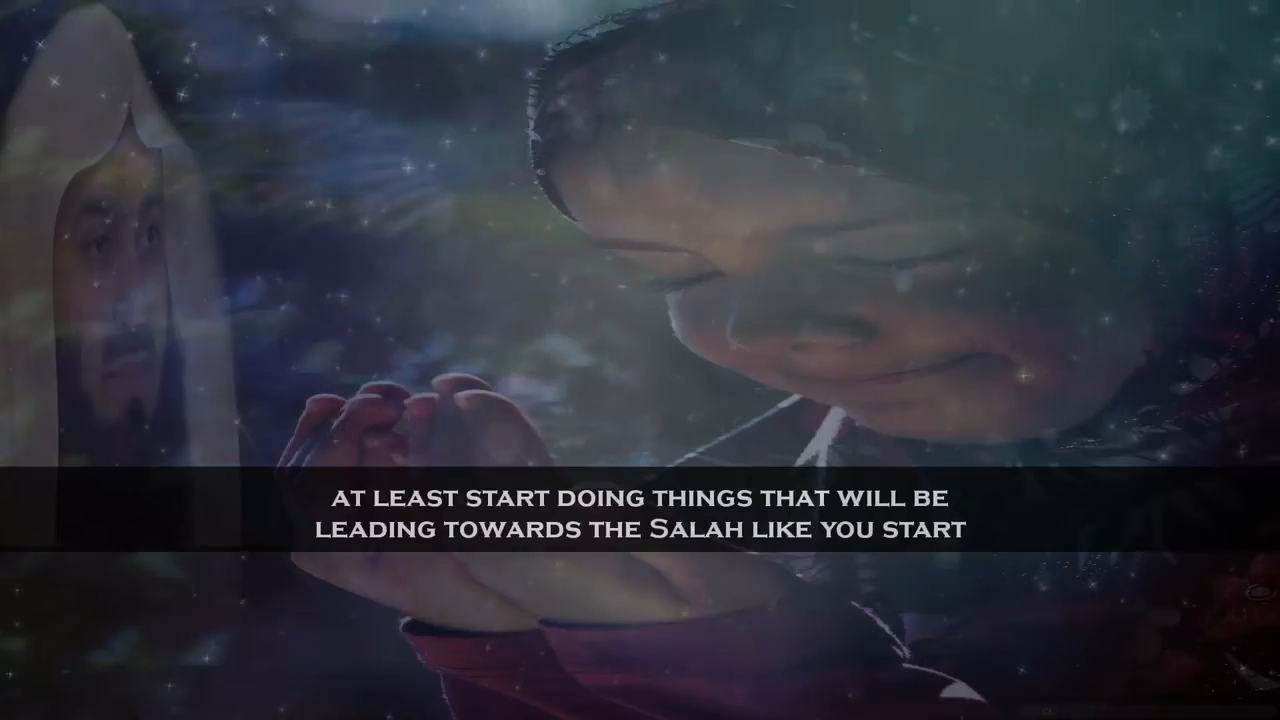 AT LEAST START DOING THINGS THAT WILL BE
LEADING TOWARDS THE SALAH LIKE YOU START